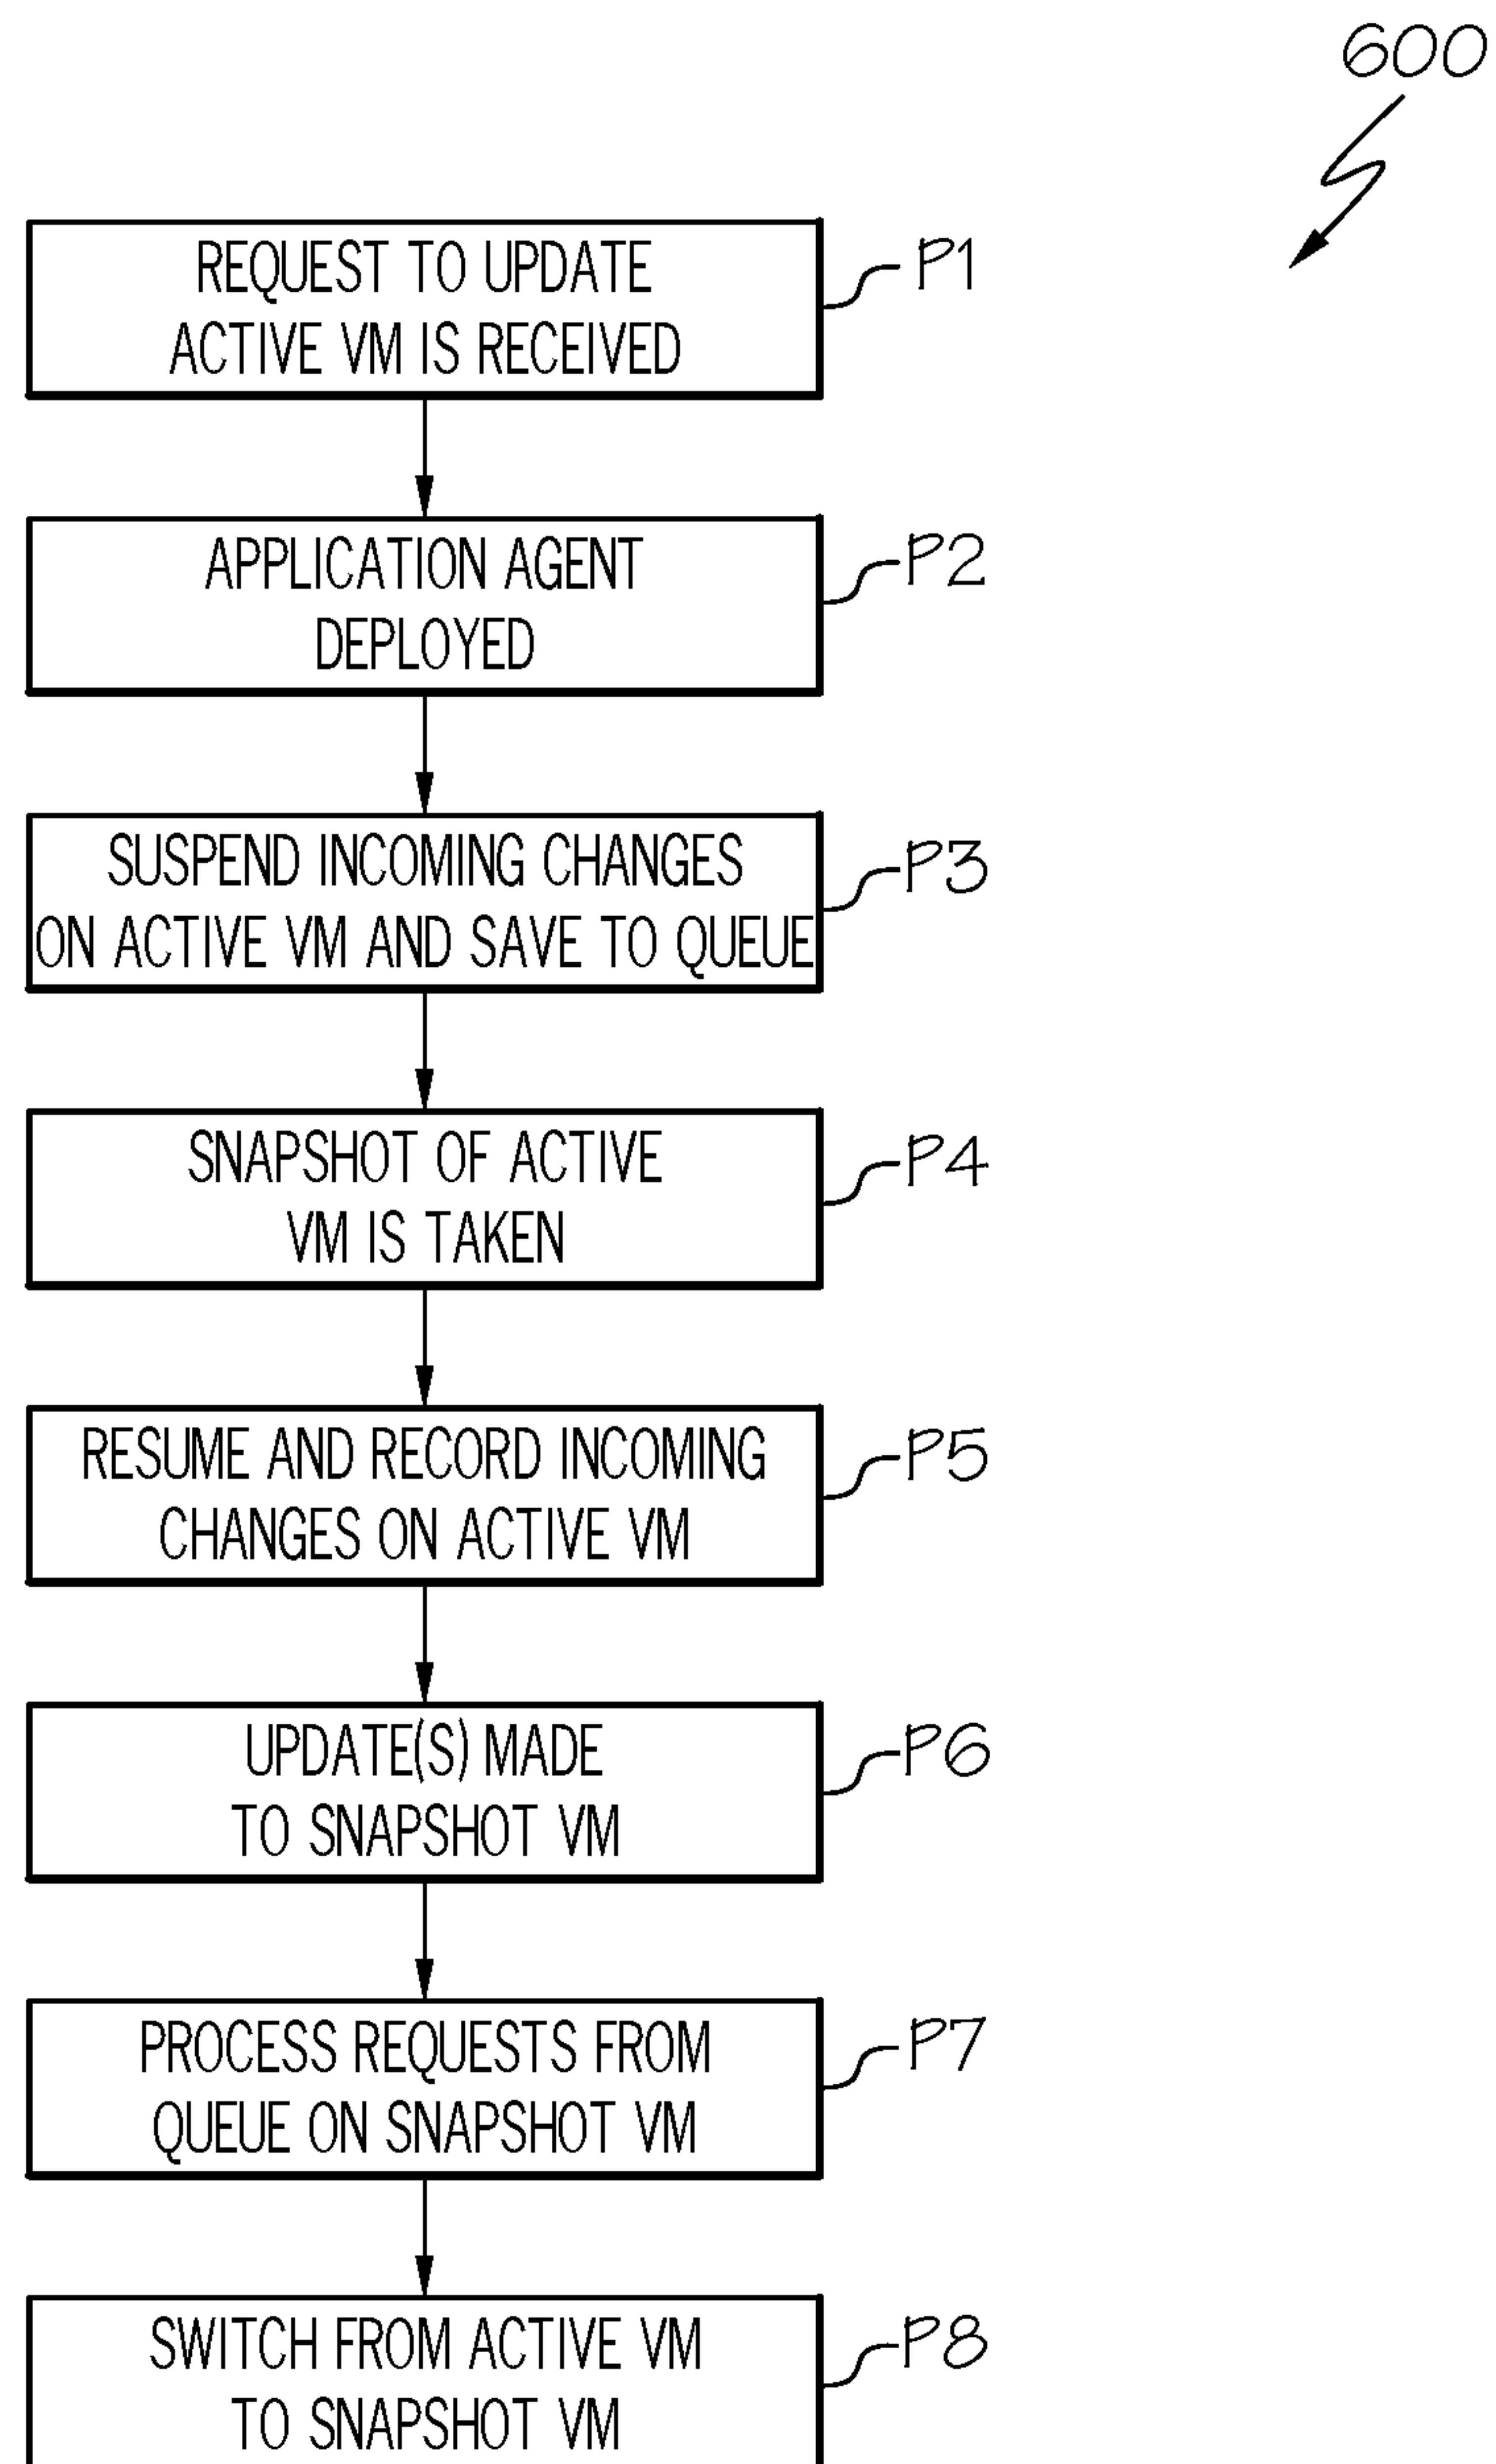 600
REQUEST TO UPDATE
ACTIVE VM IS RECEIVED
P1
APPLICATION AGENT
DEPLOYED
P2
SUSPEND INCOMING CHANGES
ON ACTIVE VM AND SAVE TO QUEUE
P3
SNAPSHOT OF ACTIVE
VM IS TAKEN
P4
RESUME AND RECORD INCOMING
CHANGES ON ACTIVE VM
P5
UPDATE(S) MADE
TO SNAPSHOT VM
P6
PROCESS REQUESTS FROM
QUEUE ON SNAPSHOT VM
P7
SWITCH FROM ACTIVE VM
TO SNAPSHOT VM
P8